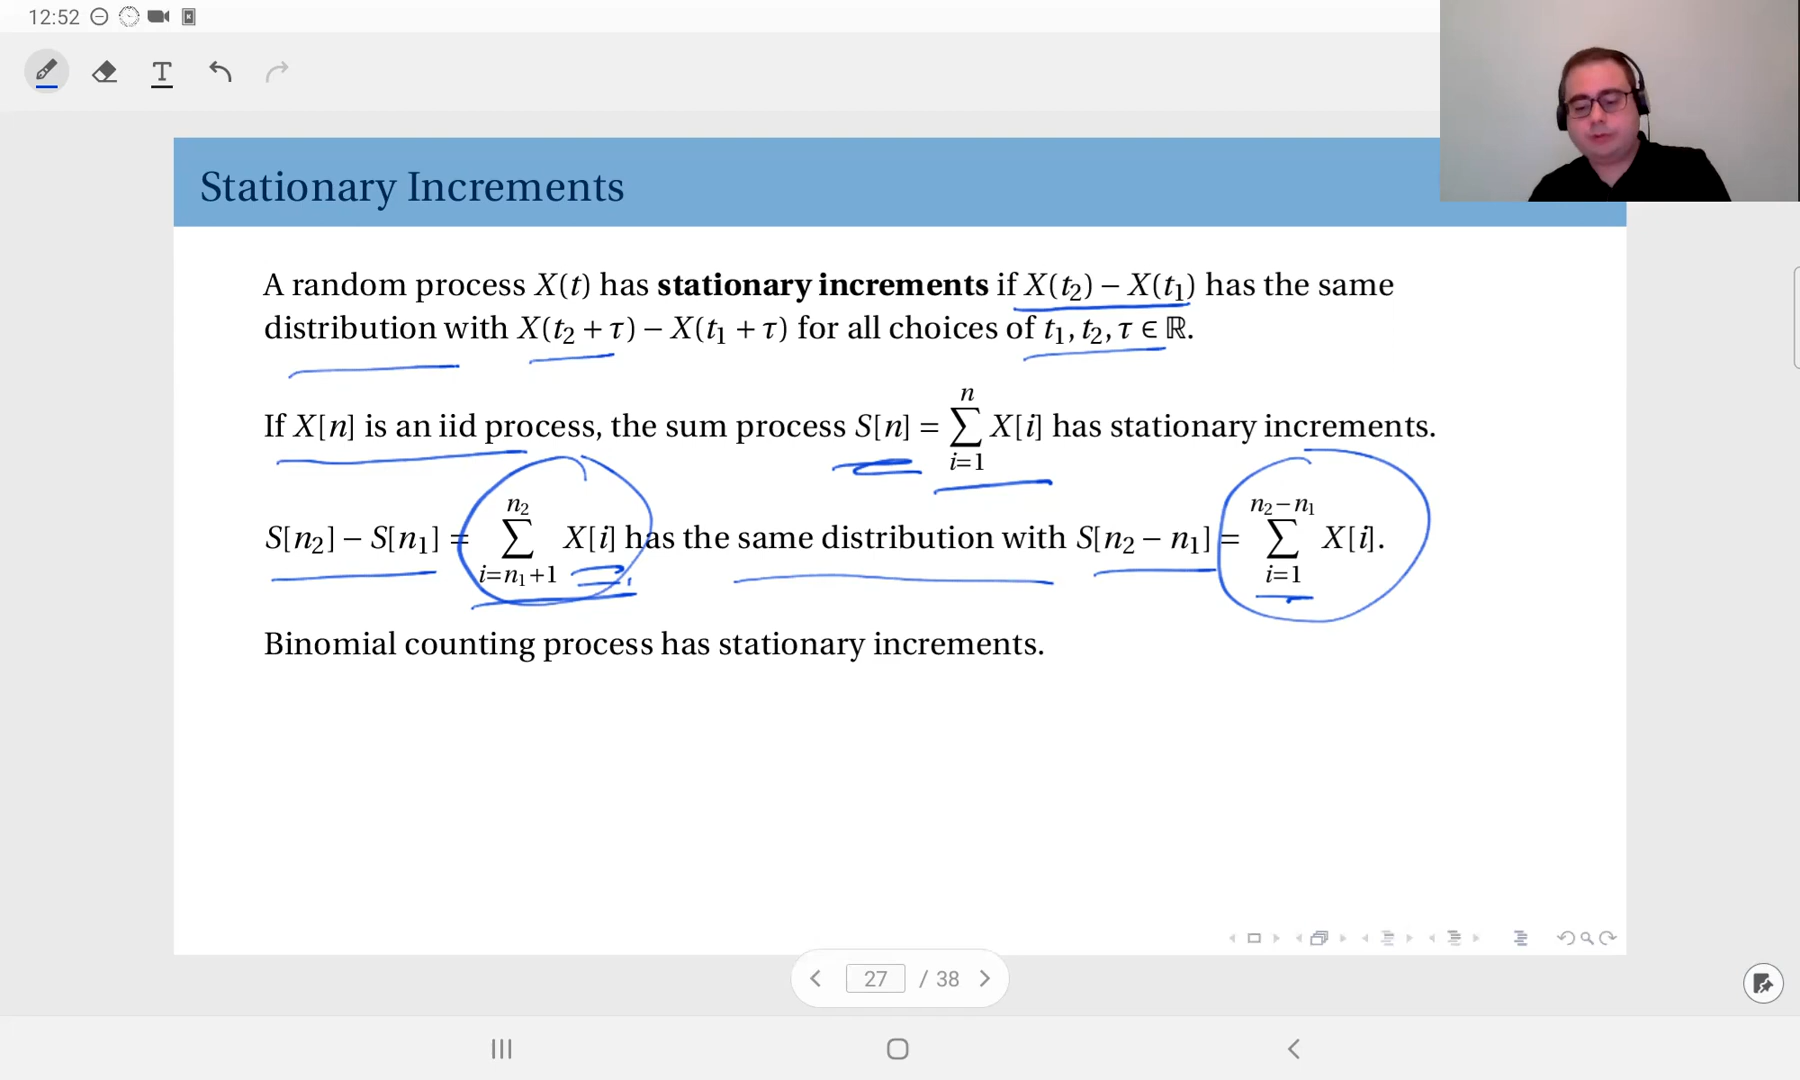 12:52
Stationary Increments
A random process X(t) has stationary increments if X(t₂) − X(t₁) has the same
distribution with X(t₂ + τ) − X(t₁ + τ) for all choices of t₁, t₂, τ ∈ ℝ.
If X[n] is an iid process, the sum process S[n] = ∑_{i=1}^{n} X[i] has stationary increments.
S[n₂] − S[n₁] = ∑_{i=n₁+1}^{n₂} X[i] has the same distribution with S[n₂ − n₁] = ∑_{i=1}^{n₂−n₁} X[i].
Binomial counting process has stationary increments.
27 / 38